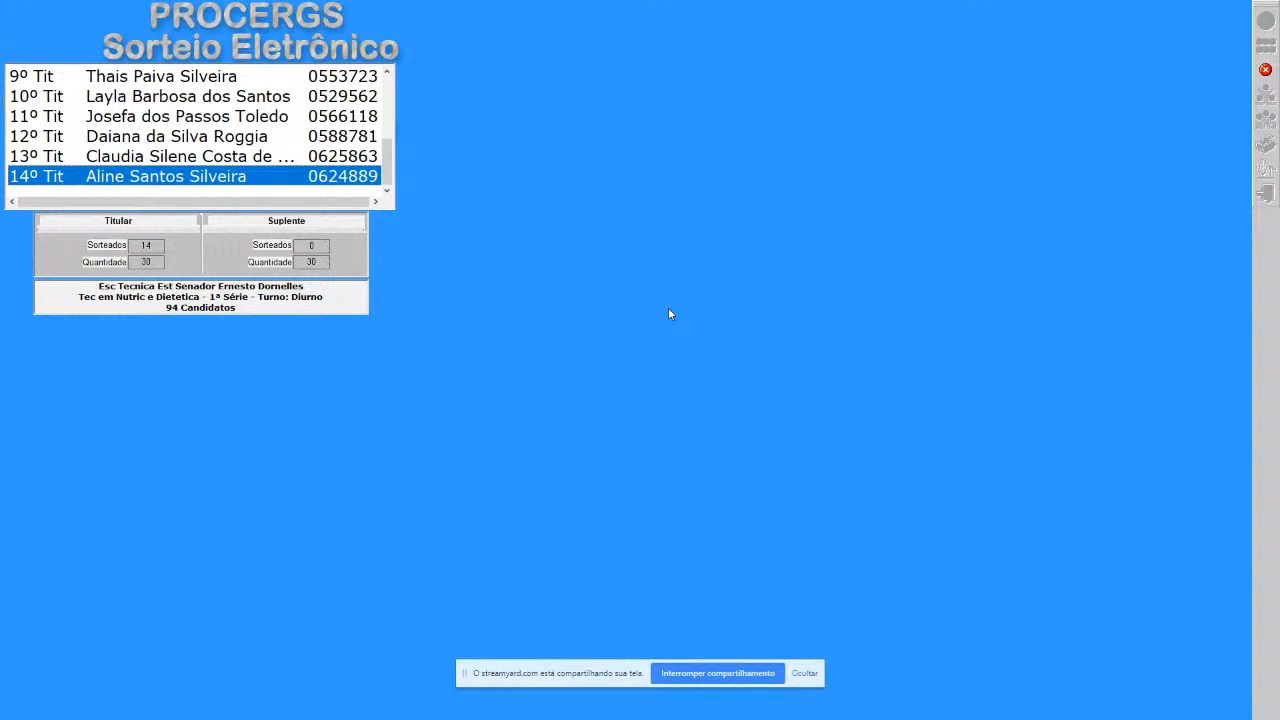 PROCERGS
Sorteio Eletrônico
9º Tit Thais Paiva Silveira 0553723
10º Tit Layla Barbosa dos Santos 0529562
11º Tit Josefa dos Passos Toledo 0566118
12º Tit Daiana da Silva Roggia 0588781
13º Tit Claudia Silene Costa de ... 0625863
14º Tit Aline Santos Silveira 0624889
Titular Suplente
Sorteados 14 Sorteados 0
Quantidade 30 Quantidade 30
Esc Tecnica Est Senador Ernesto Dornelles
Tec em Nutric e Dietetica - 1ª Série - Turno: Diurno
94 Candidatos
O streamyard.com está compartilhando sua tela. Interromper compartilhamento Ocultar